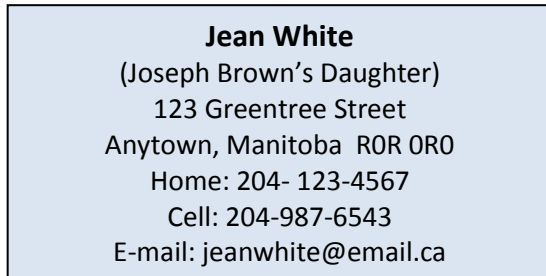 Jean White
(Joseph Brown’s Daughter)
123 Greentree Street
Anytown, Manitoba  R0R 0R0
Home: 204- 123-4567
Cell: 204-987-6543
E-mail: jeanwhite@email.ca